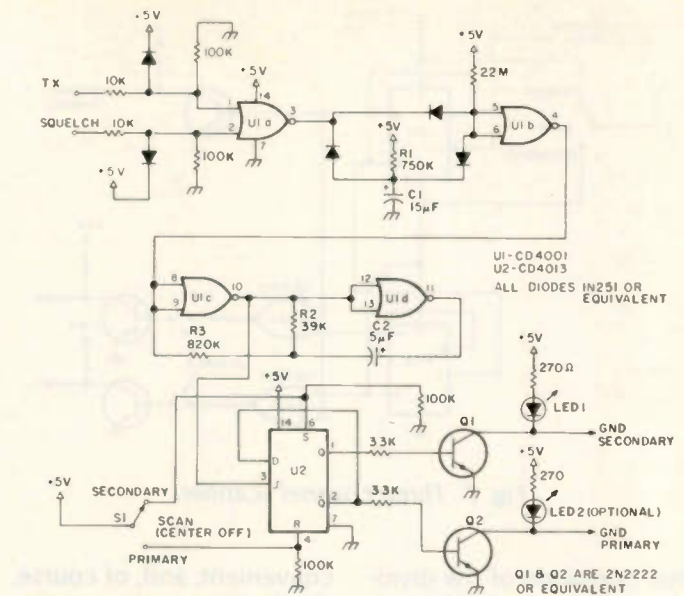 +5V
100K
TX
10K
+5V
14
1
2
3
U1a
7
SQUELCH
10K
100K
+5V
+5V
22M
5
6
4
U1b
+5V
R1
750K
+
C1
15µF
U1-CD4001
U2-CD4013
ALL DIODES IN251 OR
EQUIVALENT
8
9
10
U1c
R2
39K
12
13
11
U1d
R3
820K
C2
5µF
+
+5V
100K
14
6
S
D
U2
3
Q
1
Q
2
7
R
4
100K
33K
33K
Q1
Q2
+5V
270Ω
LED1
GND
SECONDARY
+5V
270
LED2 (OPTIONAL)
GND
PRIMARY
+5V
S1
SECONDARY
SCAN
(CENTER OFF)
PRIMARY
Q1 & Q2 ARE 2N2222
OR EQUIVALENT